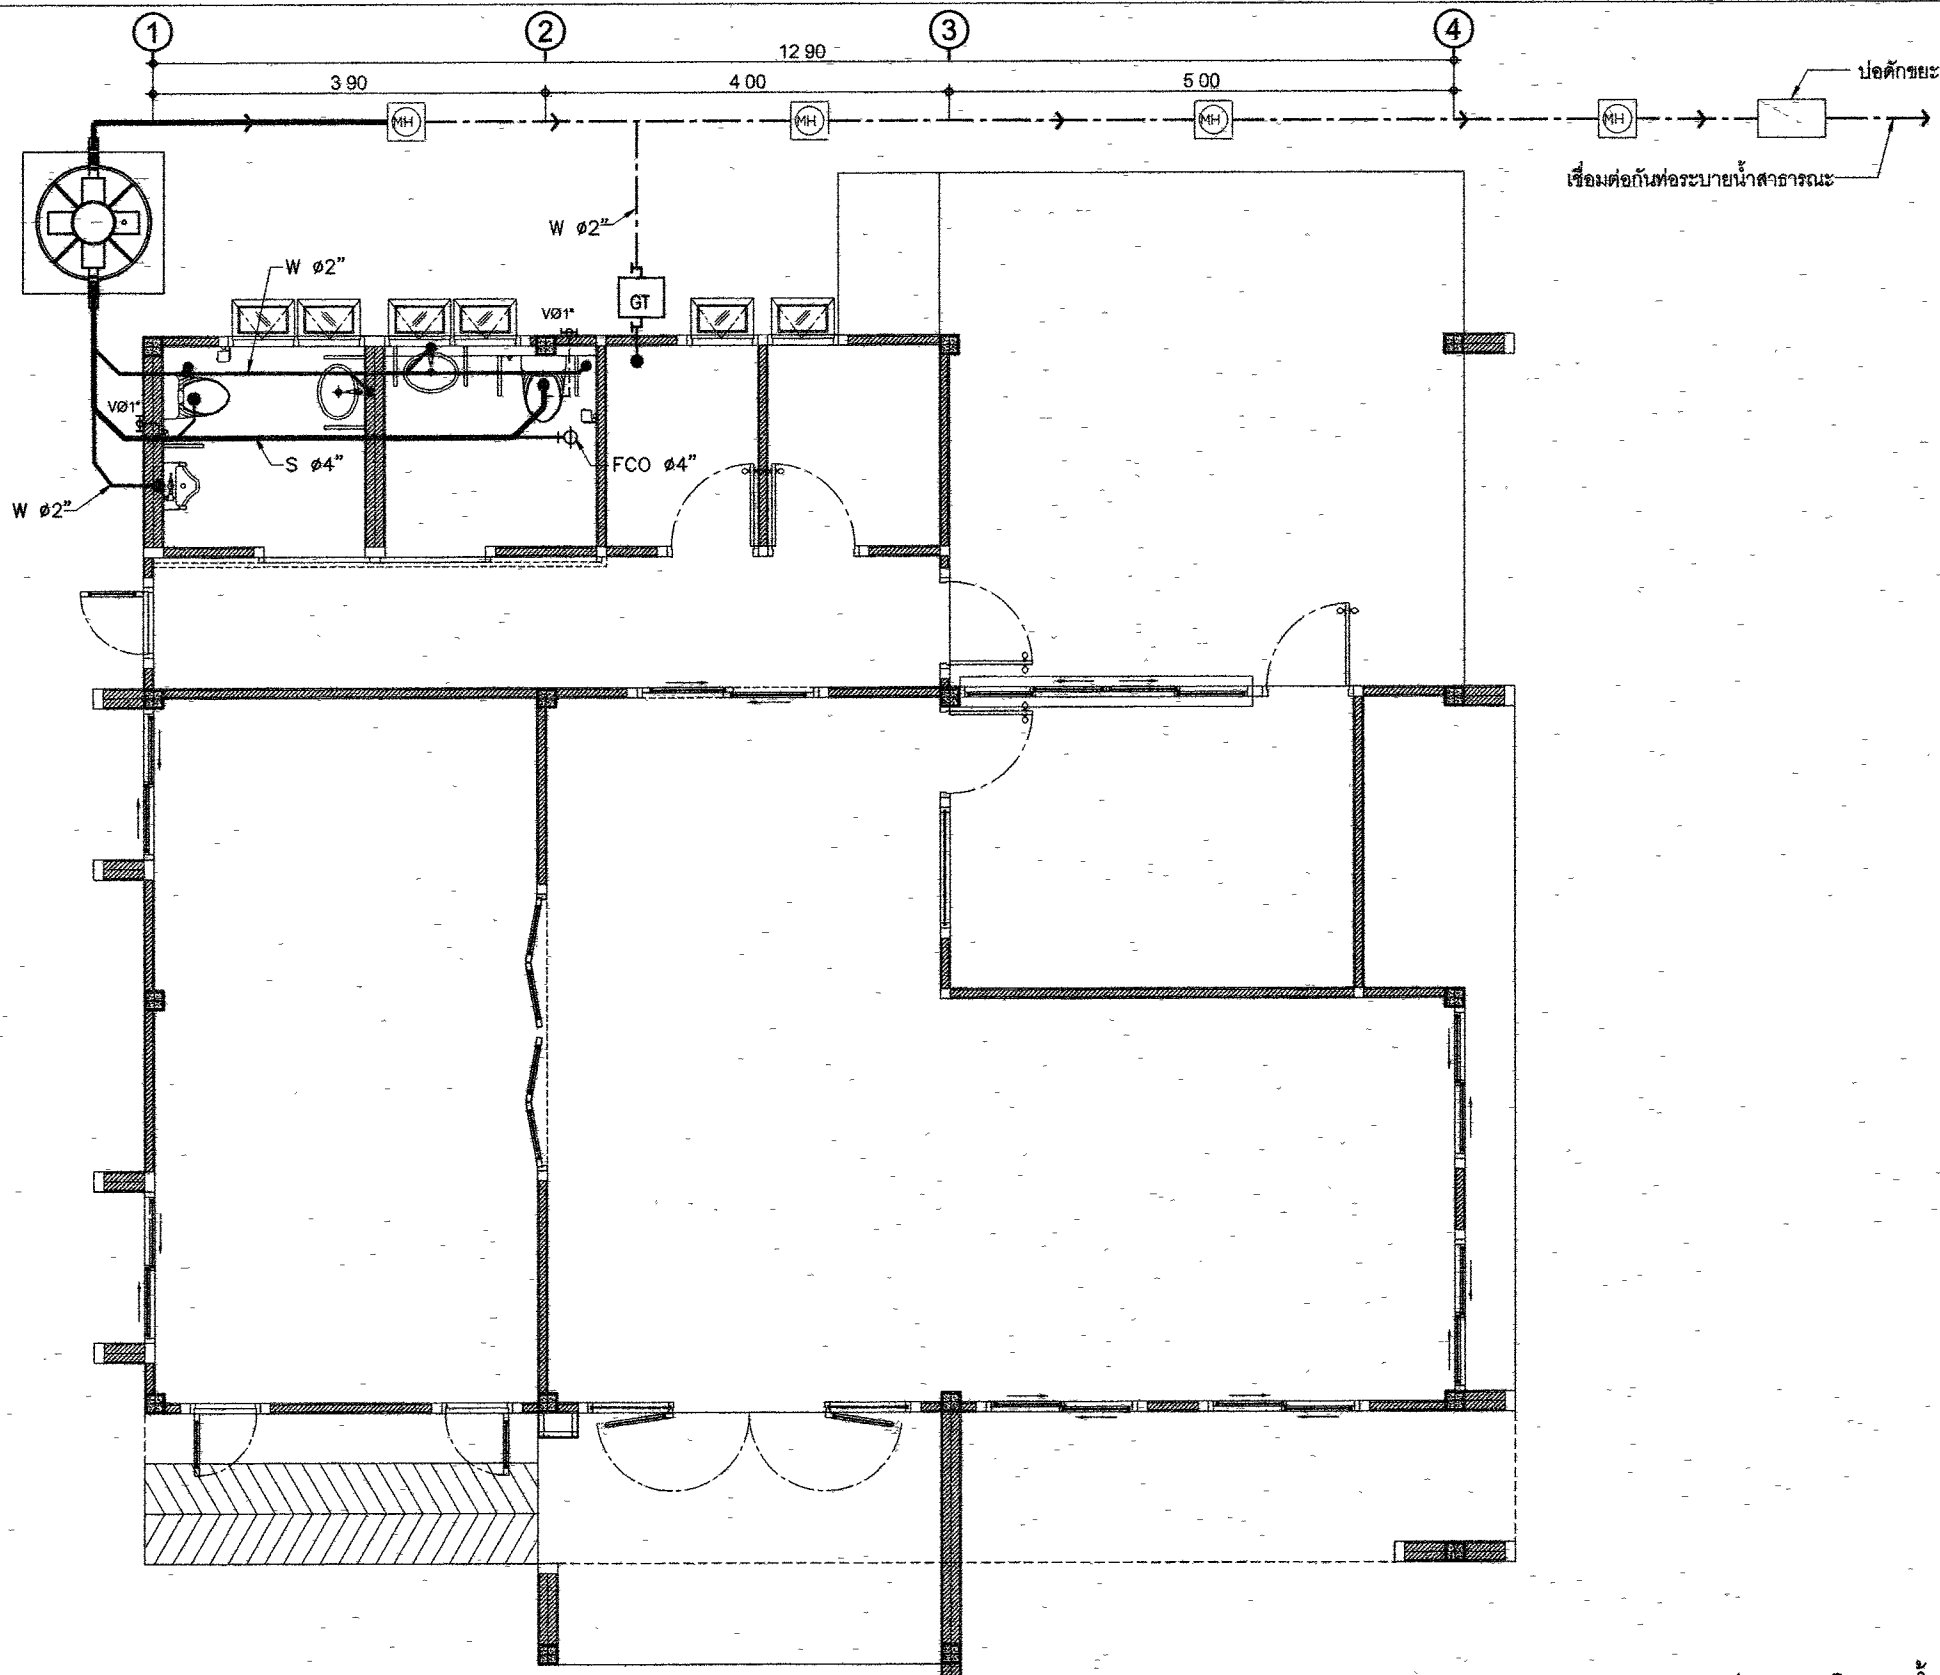 1 2 3 4
12 90
3 90 4 00 5 00
บ่อดักขยะ
MH MH MH MH
เชื่อมต่อกับท่อระบายน้ำสาธารณะ
W ø2"
W ø2"
GT
VØ1"
VØ1"
S ø4"
FCO ø4"
W ø2"